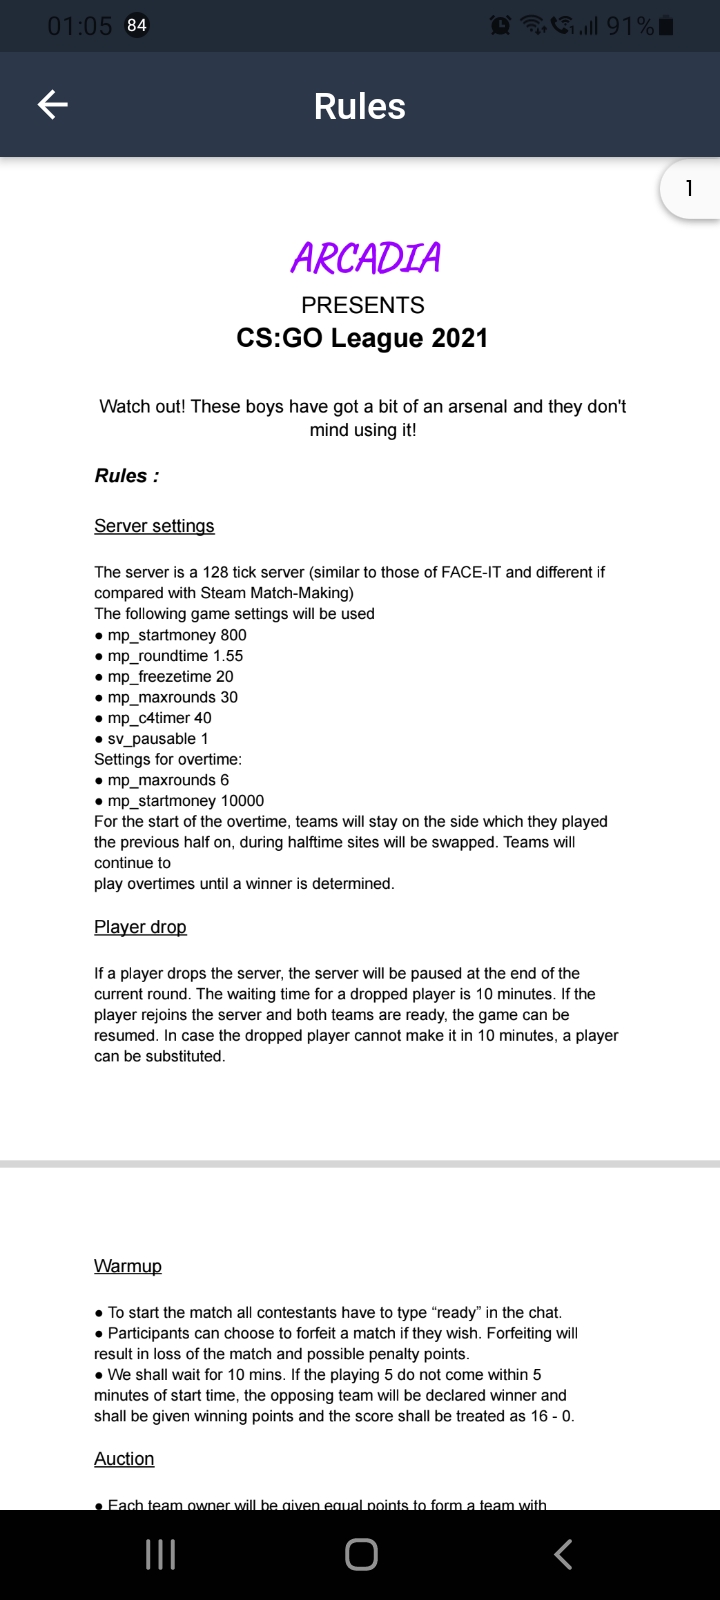 01:05 84 91%
Rules
1
ARCADIA
PRESENTS
CS:GO League 2021
Watch out! These boys have got a bit of an arsenal and they don't
mind using it!
Rules :
Server settings
The server is a 128 tick server (similar to those of FACE-IT and different if
compared with Steam Match-Making)
The following game settings will be used
● mp_startmoney 800
● mp_roundtime 1.55
● mp_freezetime 20
● mp_maxrounds 30
● mp_c4timer 40
● sv_pausable 1
Settings for overtime:
● mp_maxrounds 6
● mp_startmoney 10000
For the start of the overtime, teams will stay on the side which they played
the previous half on, during halftime sites will be swapped. Teams will
continue to
play overtimes until a winner is determined.
Player drop
If a player drops the server, the server will be paused at the end of the
current round. The waiting time for a dropped player is 10 minutes. If the
player rejoins the server and both teams are ready, the game can be
resumed. In case the dropped player cannot make it in 10 minutes, a player
can be substituted.
Warmup
● To start the match all contestants have to type “ready” in the chat.
● Participants can choose to forfeit a match if they wish. Forfeiting will
result in loss of the match and possible penalty points.
● We shall wait for 10 mins. If the playing 5 do not come within 5
minutes of start time, the opposing team will be declared winner and
shall be given winning points and the score shall be treated as 16 - 0.
Auction
● Each team owner will be given equal points to form a team with